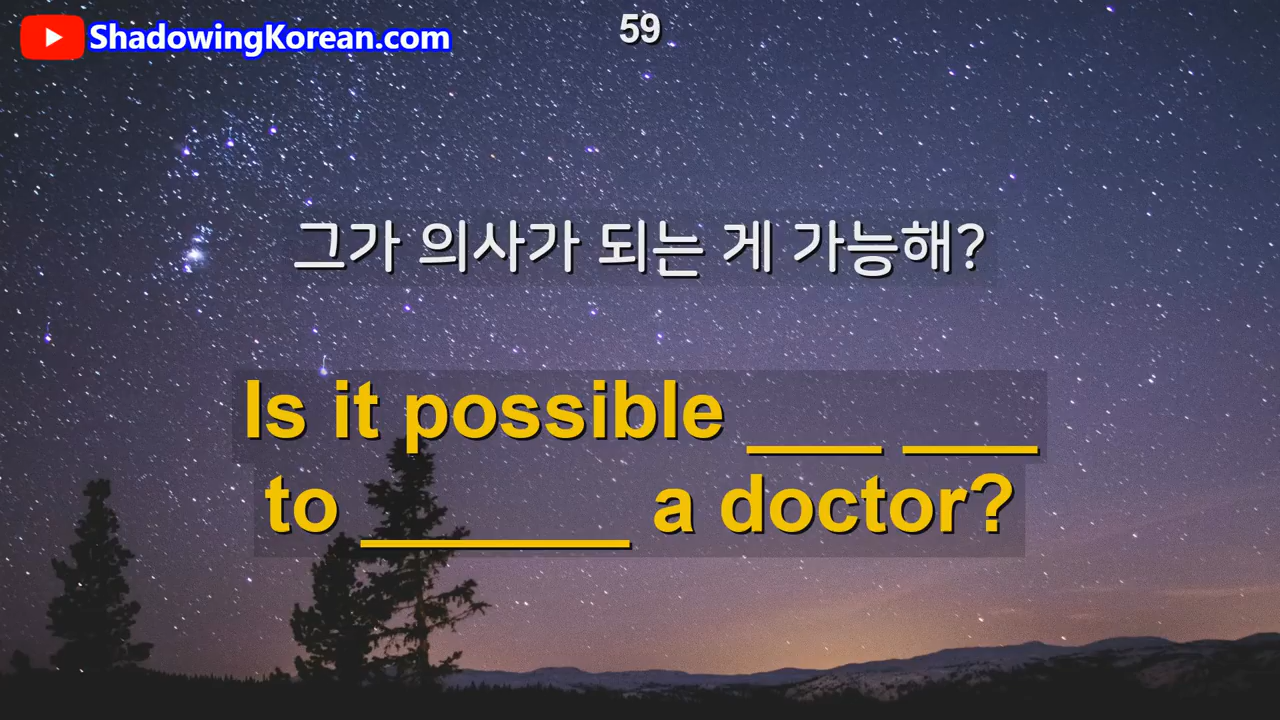 ShadowingKorean.com
59
그가 의사가 되는 게 가능해?
Is it possible ___ ___
to ______ a doctor?